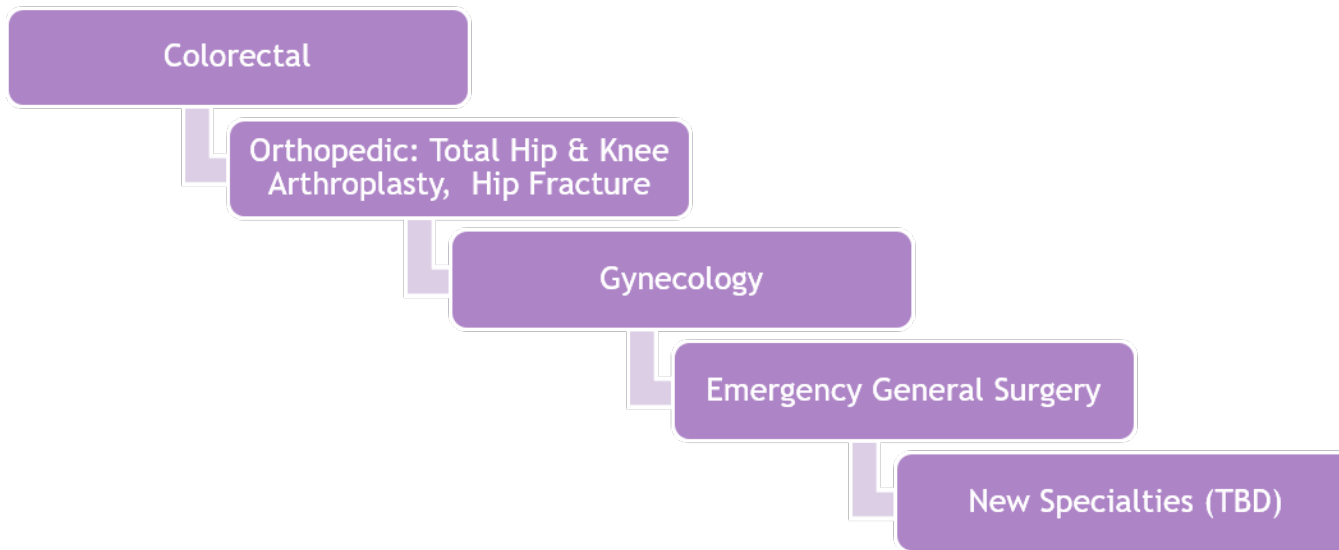 Colorectal
Orthopedic: Total Hip & Knee
Arthroplasty,  Hip Fracture
Gynecology
Emergency General Surgery
New Specialties (TBD)